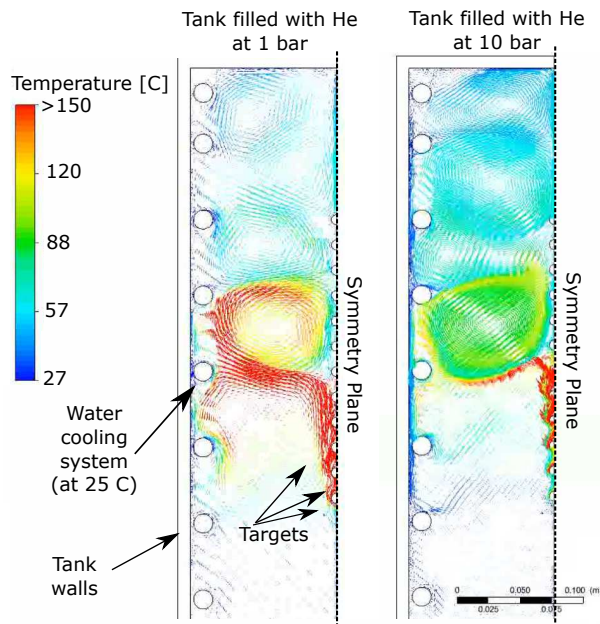 Tank filled with He
at 1 bar
Tank filled with He
at 10 bar
Temperature [C]
>150
120
88
57
27
Symmetry Plane
Symmetry Plane
Water
cooling
system
(at 25 C)
Targets
Tank
walls
0 0.050 0.100 (m)
0.025 0.075